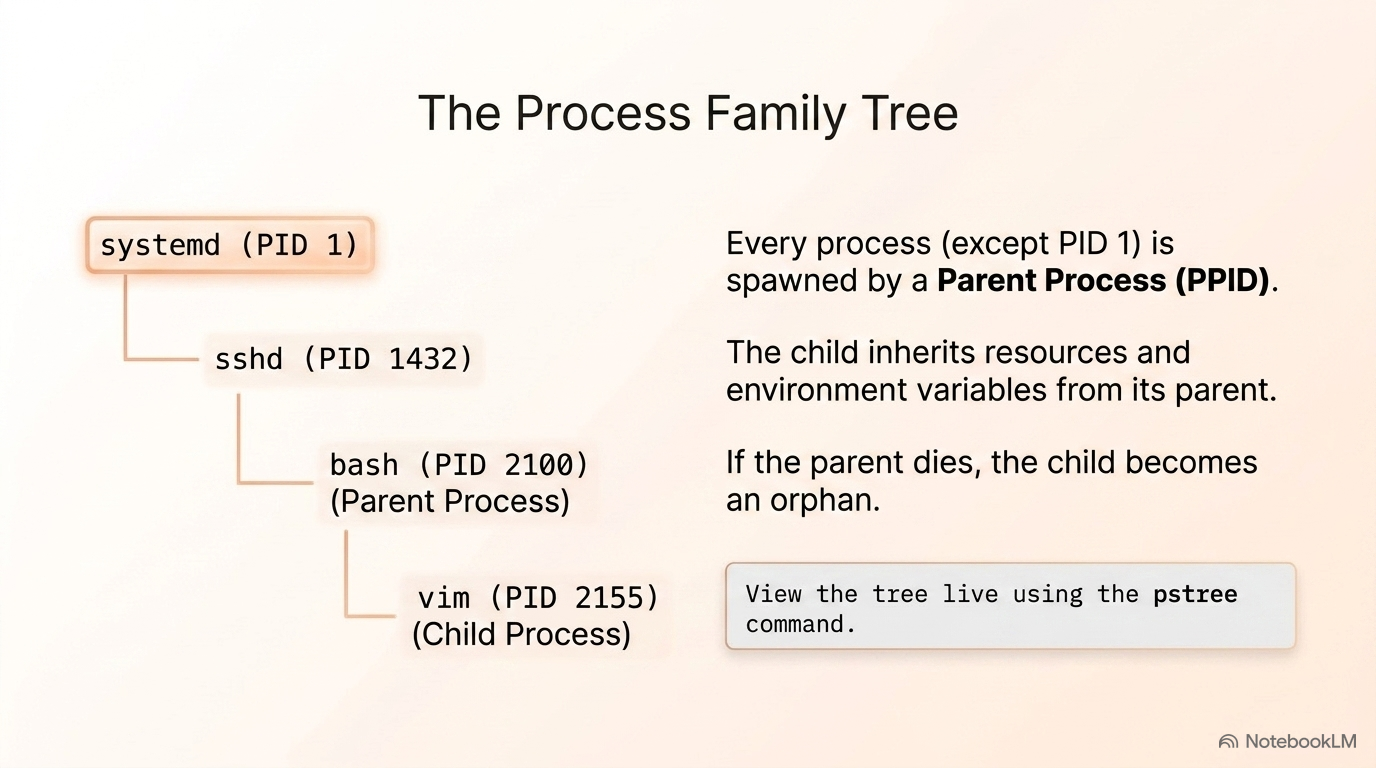 The Process Family Tree
systemd (PID 1)
sshd (PID 1432)
bash (PID 2100)
(Parent Process)
vim (PID 2155)
(Child Process)
Every process (except PID 1) is
spawned by a Parent Process (PPID).
The child inherits resources and
environment variables from its parent.
If the parent dies, the child becomes
an orphan.
View the tree live using the pstree
command.
NotebookLM